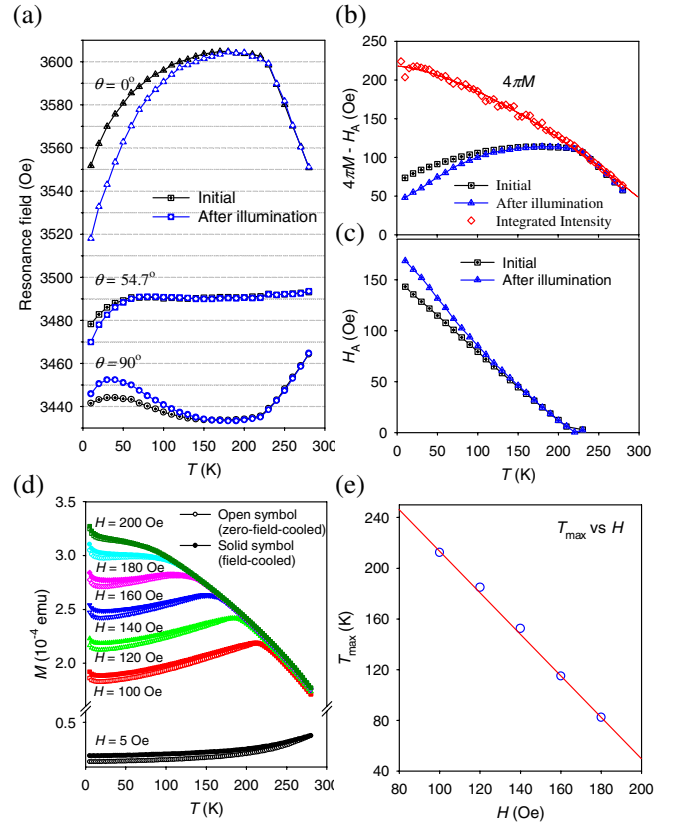 (a)
3600
3580
3560
3540
3520
3500
3480
3460
3440
Resonance field (Oe)
θ = 0°
Initial
After illumination
θ = 54.7°
θ = 90°
0 50 100 150 200 250 300
T (K)
(b)
250
200
150
100
50
0
4πM - H_A (Oe)
4πM
Initial
After illumination
Integrated Intensity
(c)
150
100
50
0
H_A (Oe)
Initial
After illumination
0 50 100 150 200 250 300
T (K)
(d)
3.5
3.0
2.5
2.0
0.5
M (10⁻⁴ emu)
H = 200 Oe
Open symbol
(zero-field-cooled)
Solid symbol
(field-cooled)
H = 180 Oe
H = 160 Oe
H = 140 Oe
H = 120 Oe
H = 100 Oe
H = 5 Oe
0 50 100 150 200 250 300
T (K)
(e)
240
200
160
120
80
40
T_max (K)
T_max vs H
80 100 120 140 160 180 200
H (Oe)